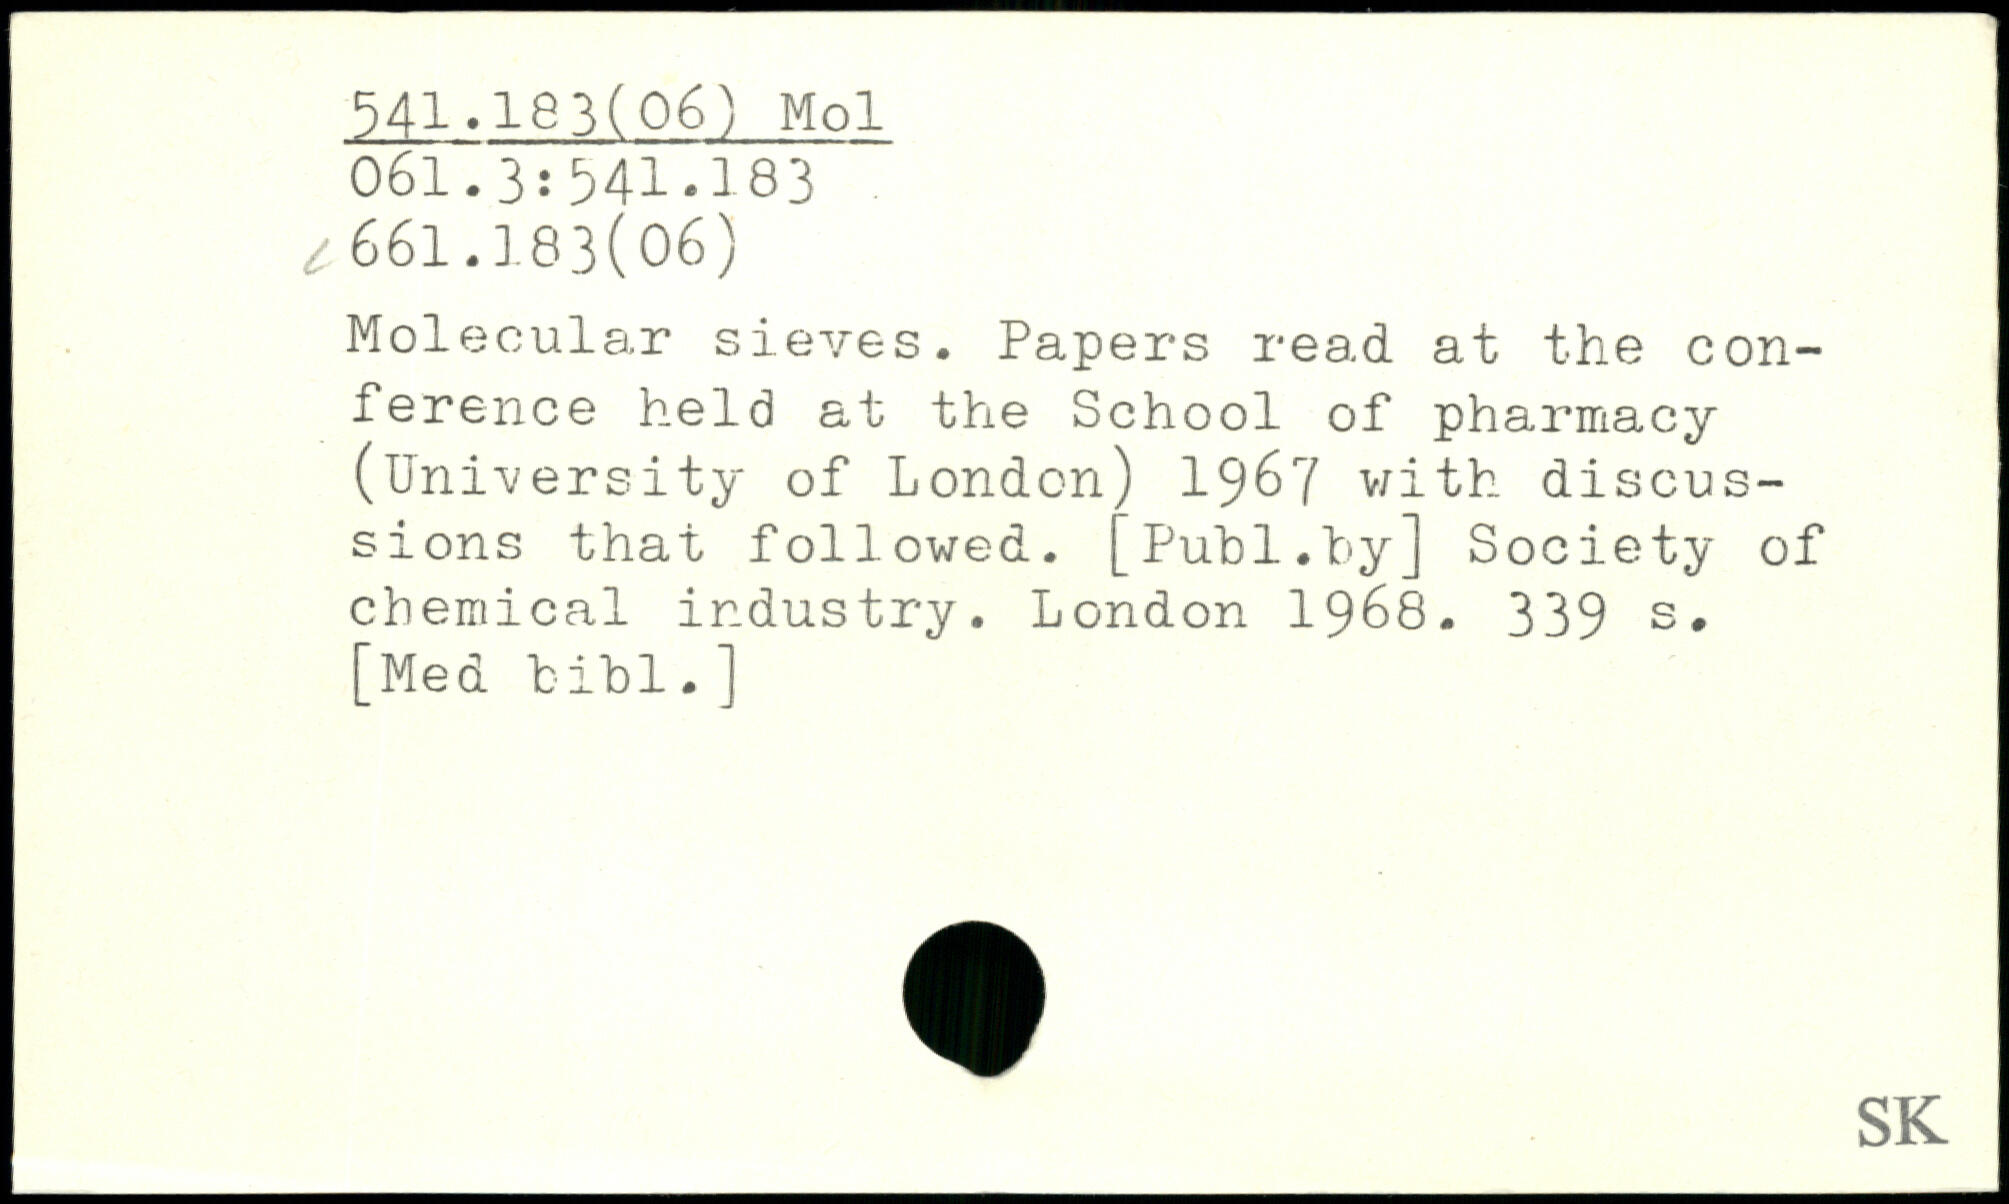 541.183(06) Mol
061.3:541.183
661.183(06)
Molecular sieves. Papers read at the con-
ference held at the School of pharmacy
(University of London) 1967 with discus-
sions that followed. [Publ.by] Society of
chemical industry. London 1968. 339 s.
[Med bibl.]
SK